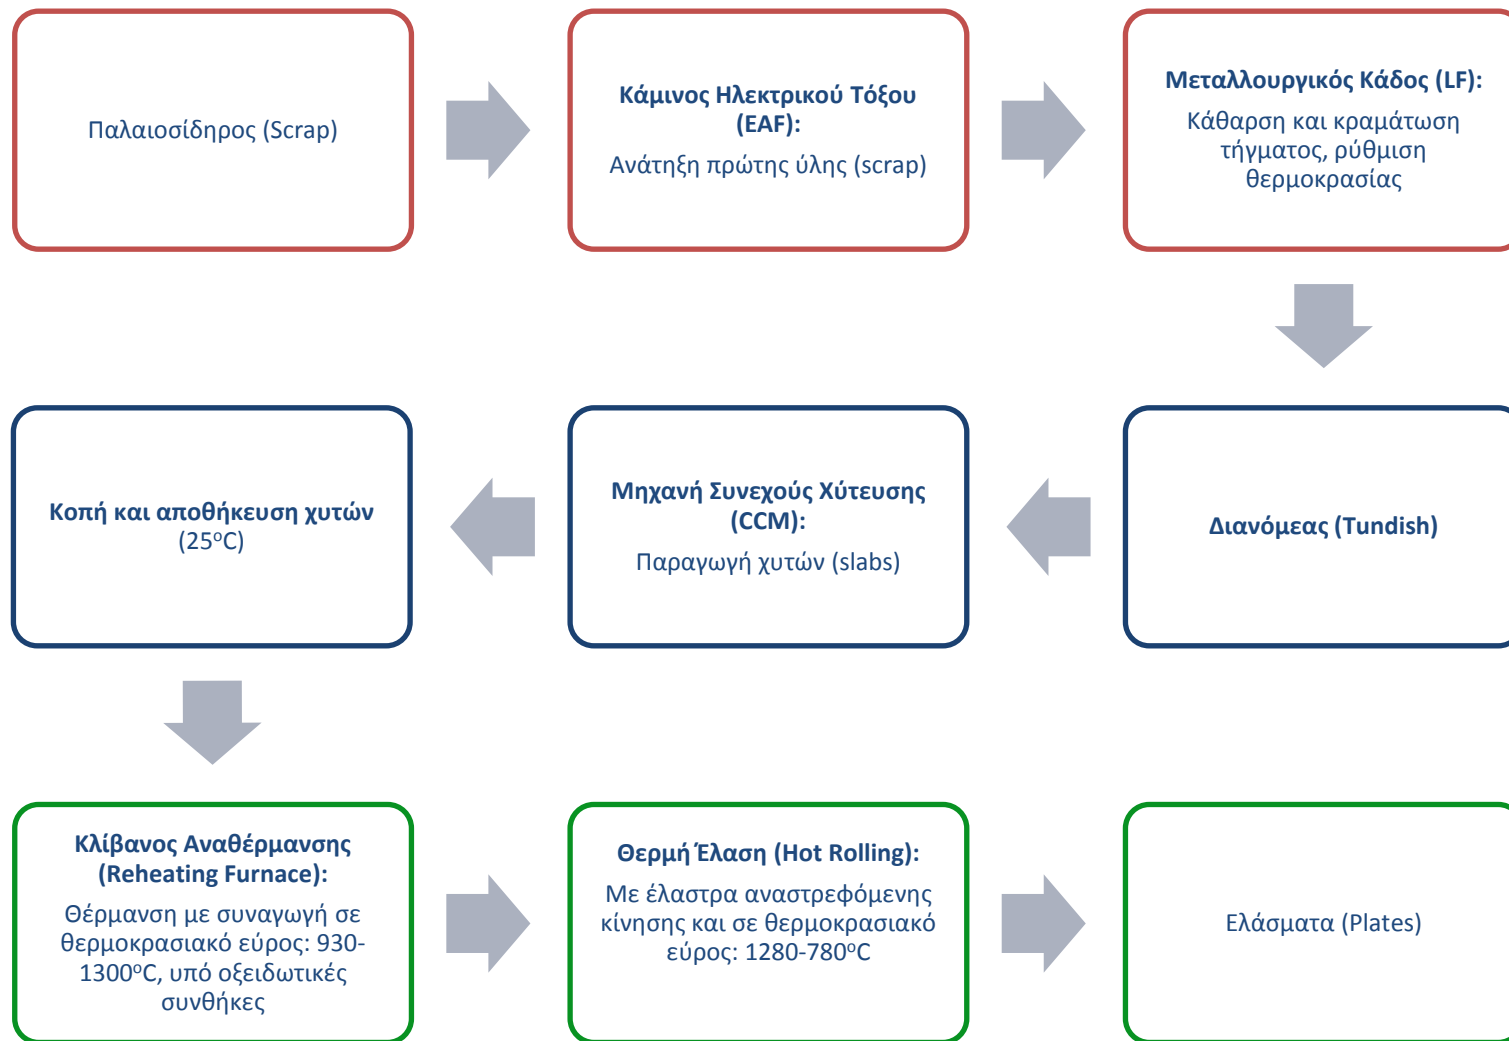 Παλαιοσίδηρος (Scrap)
Κάμινος Ηλεκτρικού Τόξου
(EAF):
Ανάτηξη πρώτης ύλης (scrap)
Μεταλλουργικός Κάδος (LF):
Κάθαρση και κραμάτωση
τήγματος, ρύθμιση
θερμοκρασίας
Διανόμεας (Tundish)
Μηχανή Συνεχούς Χύτευσης
(CCM):
Παραγωγή χυτών (slabs)
Κοπή και αποθήκευση χυτών
(25°C)
Κλίβανος Αναθέρμανσης
(Reheating Furnace):
Θέρμανση με συναγωγή σε
θερμοκρασιακό εύρος: 930-
1300°C, υπό οξειδωτικές
συνθήκες
Θερμή Έλαση (Hot Rolling):
Με έλαστρα αναστρεφόμενης
κίνησης και σε θερμοκρασιακό
εύρος: 1280-780°C
Ελάσματα (Plates)